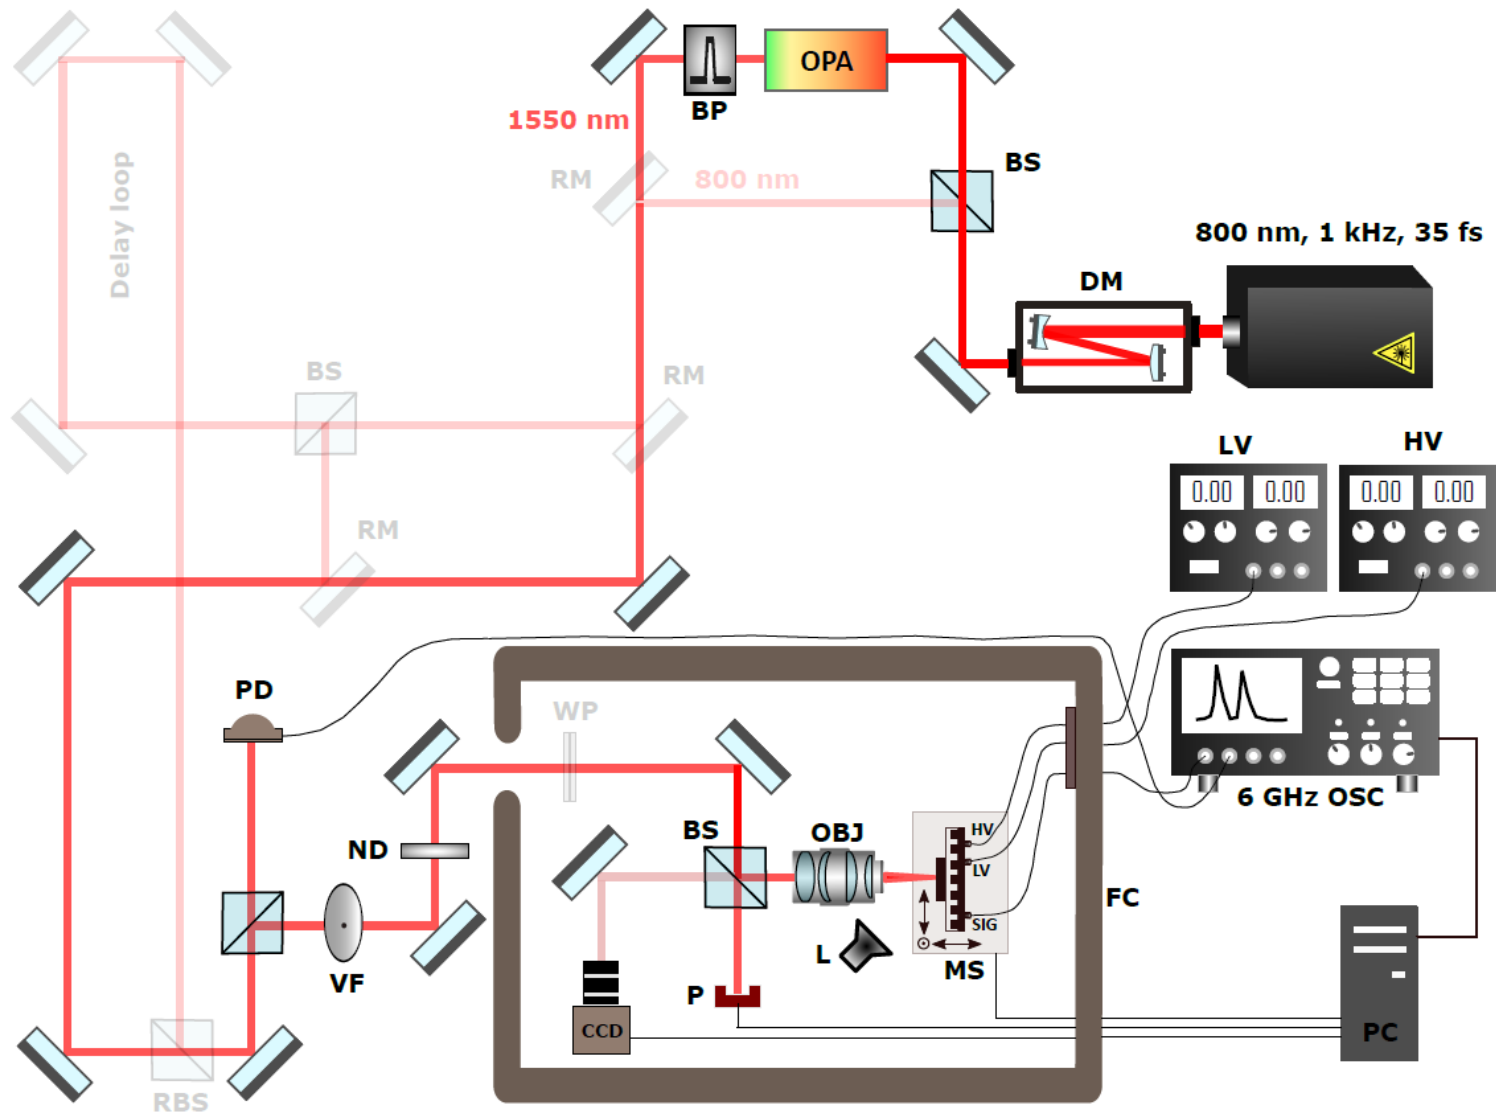 OPA
BP
1550 nm
BS
RM
800 nm
Delay loop
800 nm, 1 kHz, 35 fs
DM
BS
RM
LV
HV
0.00
0.00
0.00
0.00
RM
PD
WP
6 GHz OSC
BS
OBJ
HV
LV
SIG
ND
FC
L
MS
VF
P
CCD
PC
RBS